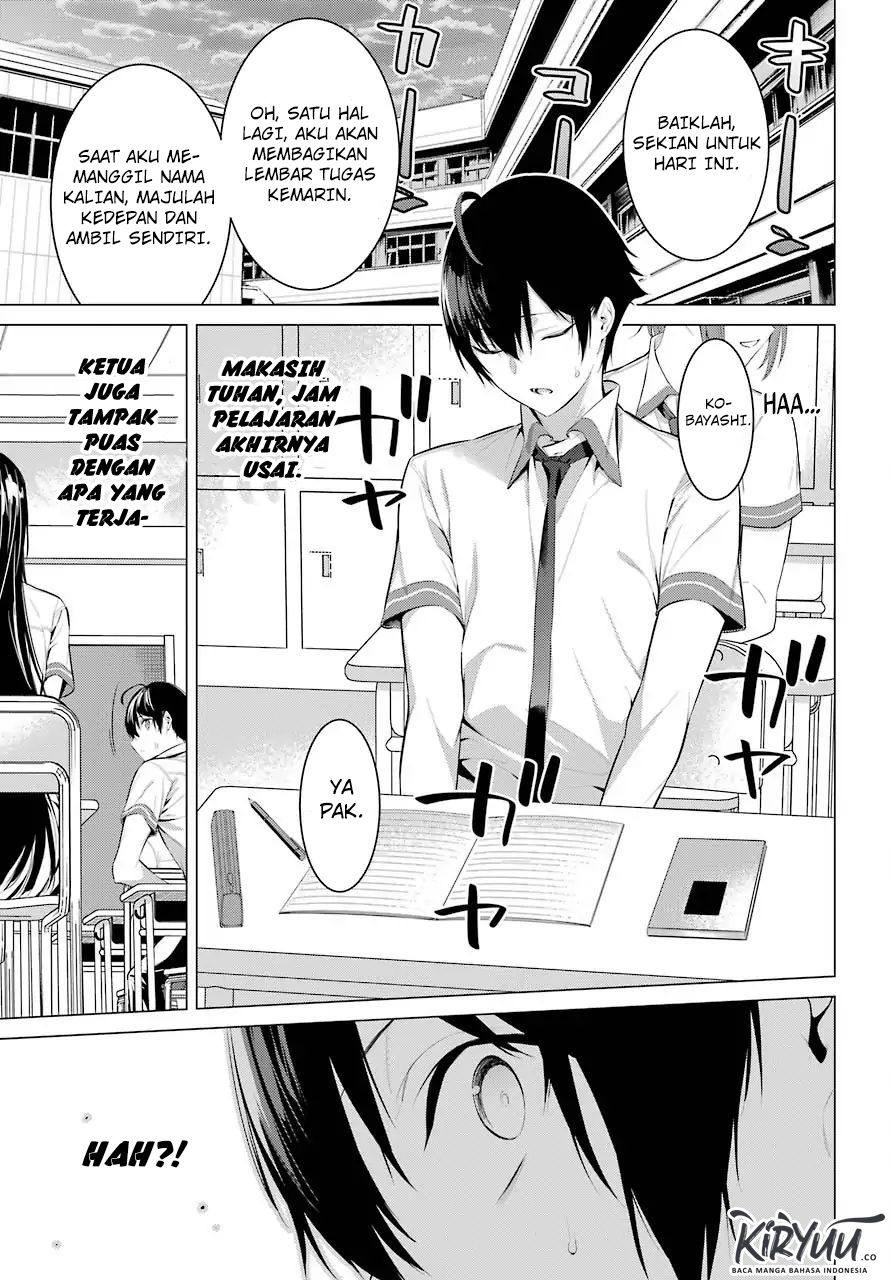 キーン
BAIKLAH,
SEKIAN UNTUK
HARI INI.
コーン
OH, SATU HAL
LAGI, AKU AKAN
MEMBAGIKAN
LEMBAR TUGAS
KEMARIN.
SAAT AKU ME-
MANGGIL NAMA
KALIAN, MAJULAH
KEDEPAN DAN
AMBIL SENDIRI.
HAA...
KO-
BAYASHI.
MAKASIH
TUHAN, JAM
PELAJARAN
AKHIRNYA
USAI.
ガヤ
ガヤ
YA
PAK.
KETUA
JUGA
TAMPAK
PUAS
DENGAN
APA YANG
TERJA-
HAH?!
KIRYUU.CO
BACA MANGA BAHASA INDONESIA